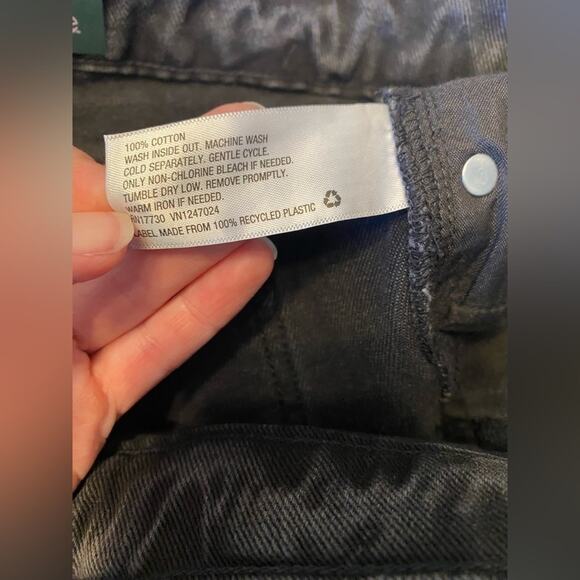 100% COTTON
WASH INSIDE OUT. MACHINE WASH
COLD SEPARATELY. GENTLE CYCLE.
ONLY NON-CHLORINE BLEACH IF NEEDED.
TUMBLE DRY LOW. REMOVE PROMPTLY.
WARM IRON IF NEEDED.
RN17730 VN1247024
LABEL MADE FROM 100% RECYCLED PLASTIC